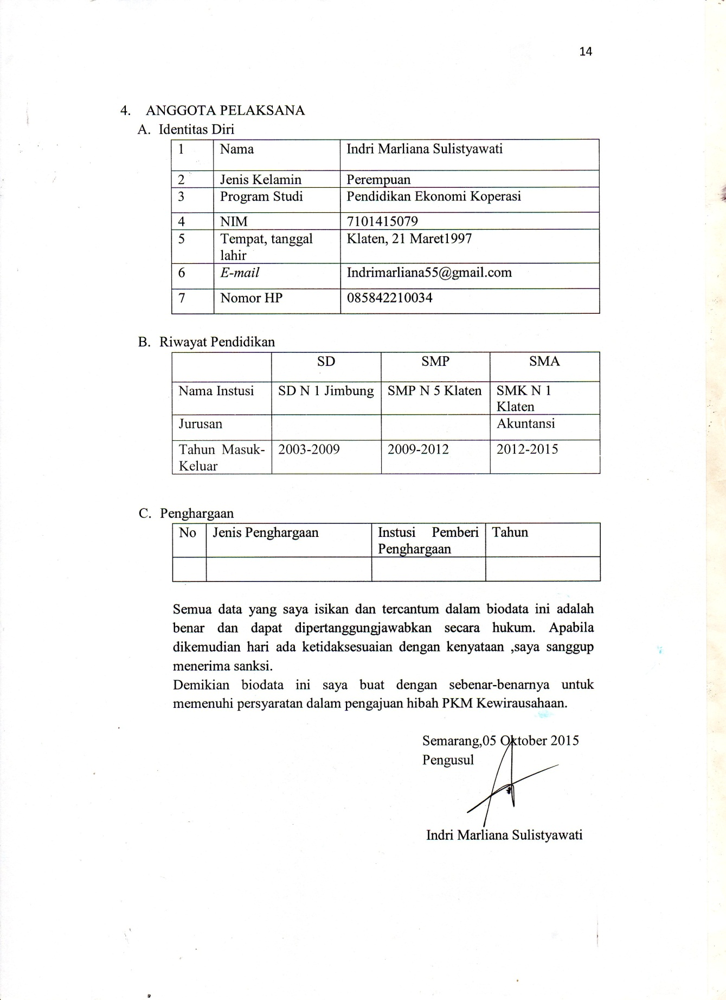 14
4. ANGGOTA PELAKSANA
A. Identitas Diri
1 Nama Indri Marliana Sulistyawati
2 Jenis Kelamin Perempuan
3 Program Studi Pendidikan Ekonomi Koperasi
4 NIM 7101415079
5 Tempat, tanggal Klaten, 21 Maret1997
lahir
6 E-mail Indrimarliana55@gmail.com
7 Nomor HP 085842210034
B. Riwayat Pendidikan
SD SMP SMA
Nama Instusi SD N 1 Jimbung SMP N 5 Klaten SMK N 1
Klaten
Jurusan Akuntansi
Tahun Masuk- 2003-2009 2009-2012 2012-2015
Keluar
C. Penghargaan
No Jenis Penghargaan Instusi Pemberi Tahun
Penghargaan
Semua data yang saya isikan dan tercantum dalam biodata ini adalah
benar dan dapat dipertanggungjawabkan secara hukum. Apabila
dikemudian hari ada ketidaksesuaian dengan kenyataan ,saya sanggup
menerima sanksi.
Demikian biodata ini saya buat dengan sebenar-benarnya untuk
memenuhi persyaratan dalam pengajuan hibah PKM Kewirausahaan.
Semarang,05 Oktober 2015
Pengusul
Indri Marliana Sulistyawati